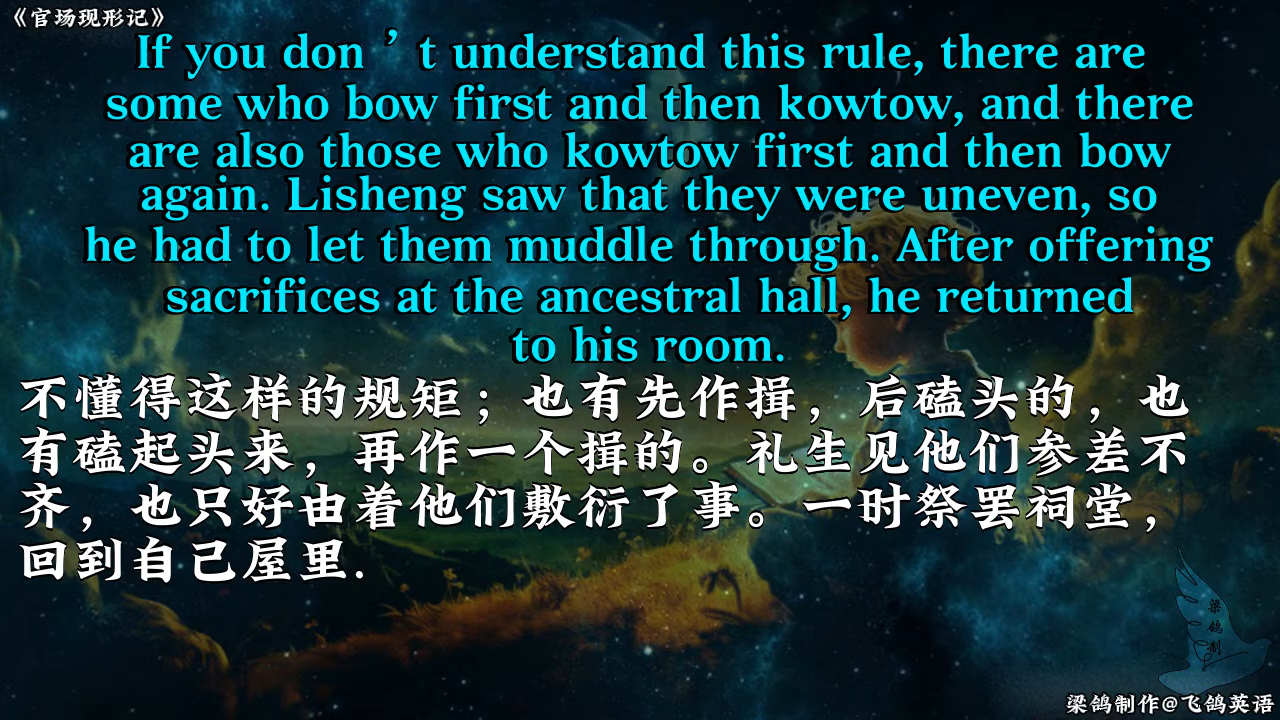 《官场现形记》
If you don ’ t understand this rule, there are
some who bow first and then kowtow, and there
are also those who kowtow first and then bow
again. Lisheng saw that they were uneven, so
he had to let them muddle through. After offering
sacrifices at the ancestral hall, he returned
to his room.
不懂得这样的规矩；也有先作揖，后磕头的，也
有磕起头来，再作一个揖的。礼生见他们参差不
齐，也只好由着他们敷衍了事。一时祭罢祠堂，
回到自己屋里.
梁
鸽
制
梁鸽制作@飞鸽英语